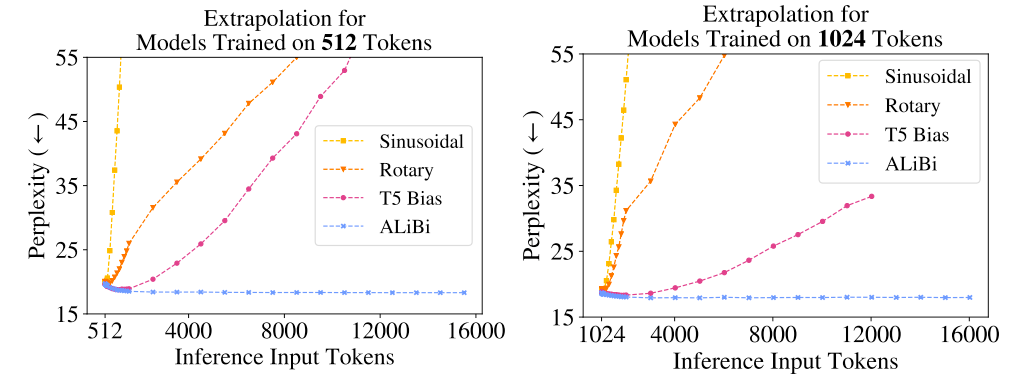 Extrapolation for
Models Trained on 512 Tokens
55
45
35
25
15
Perplexity (←)
512
4000
8000
12000
16000
Inference Input Tokens
Sinusoidal
Rotary
T5 Bias
ALiBi
Extrapolation for
Models Trained on 1024 Tokens
55
45
35
25
15
Perplexity (←)
1024
4000
8000
12000
16000
Inference Input Tokens
Sinusoidal
Rotary
T5 Bias
ALiBi